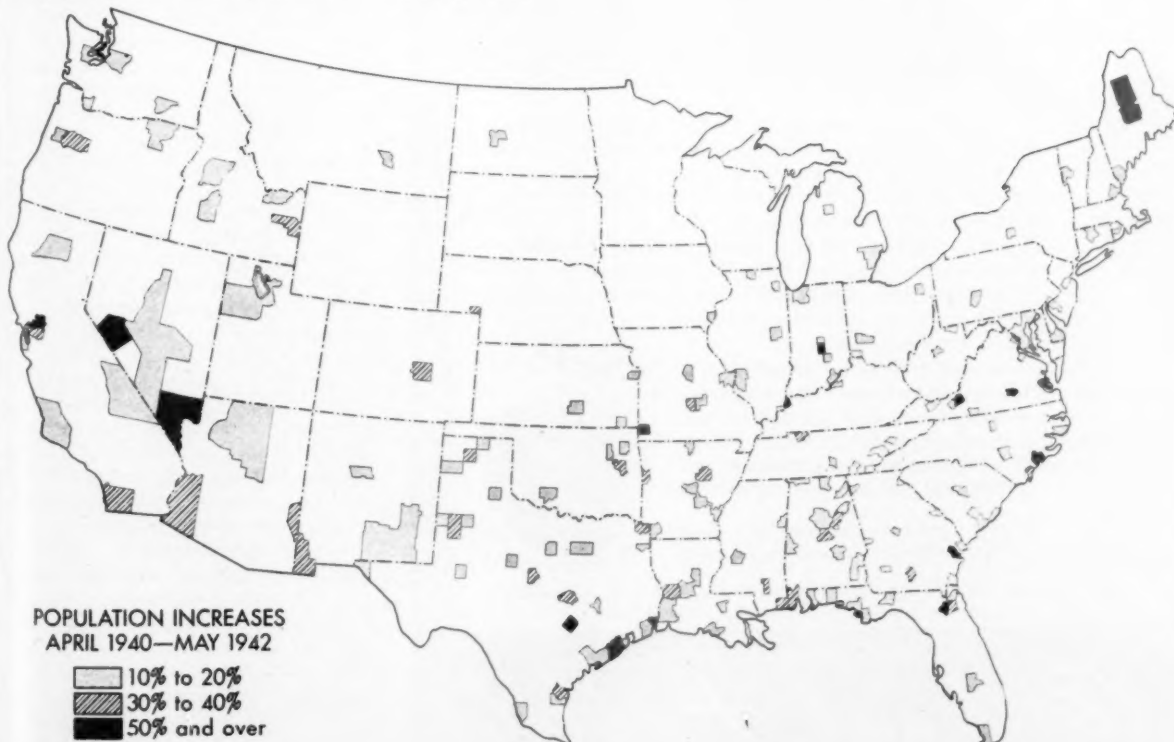 POPULATION INCREASES
APRIL 1940—MAY 1942
10% to 20%
30% to 40%
50% and over